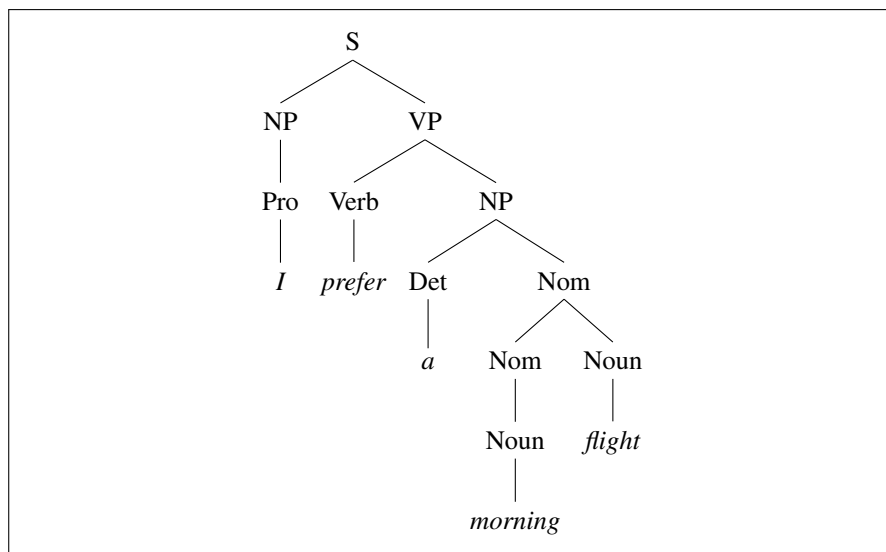 S
NP VP
Pro Verb NP
I prefer Det Nom
a Nom Noun
Noun flight
morning